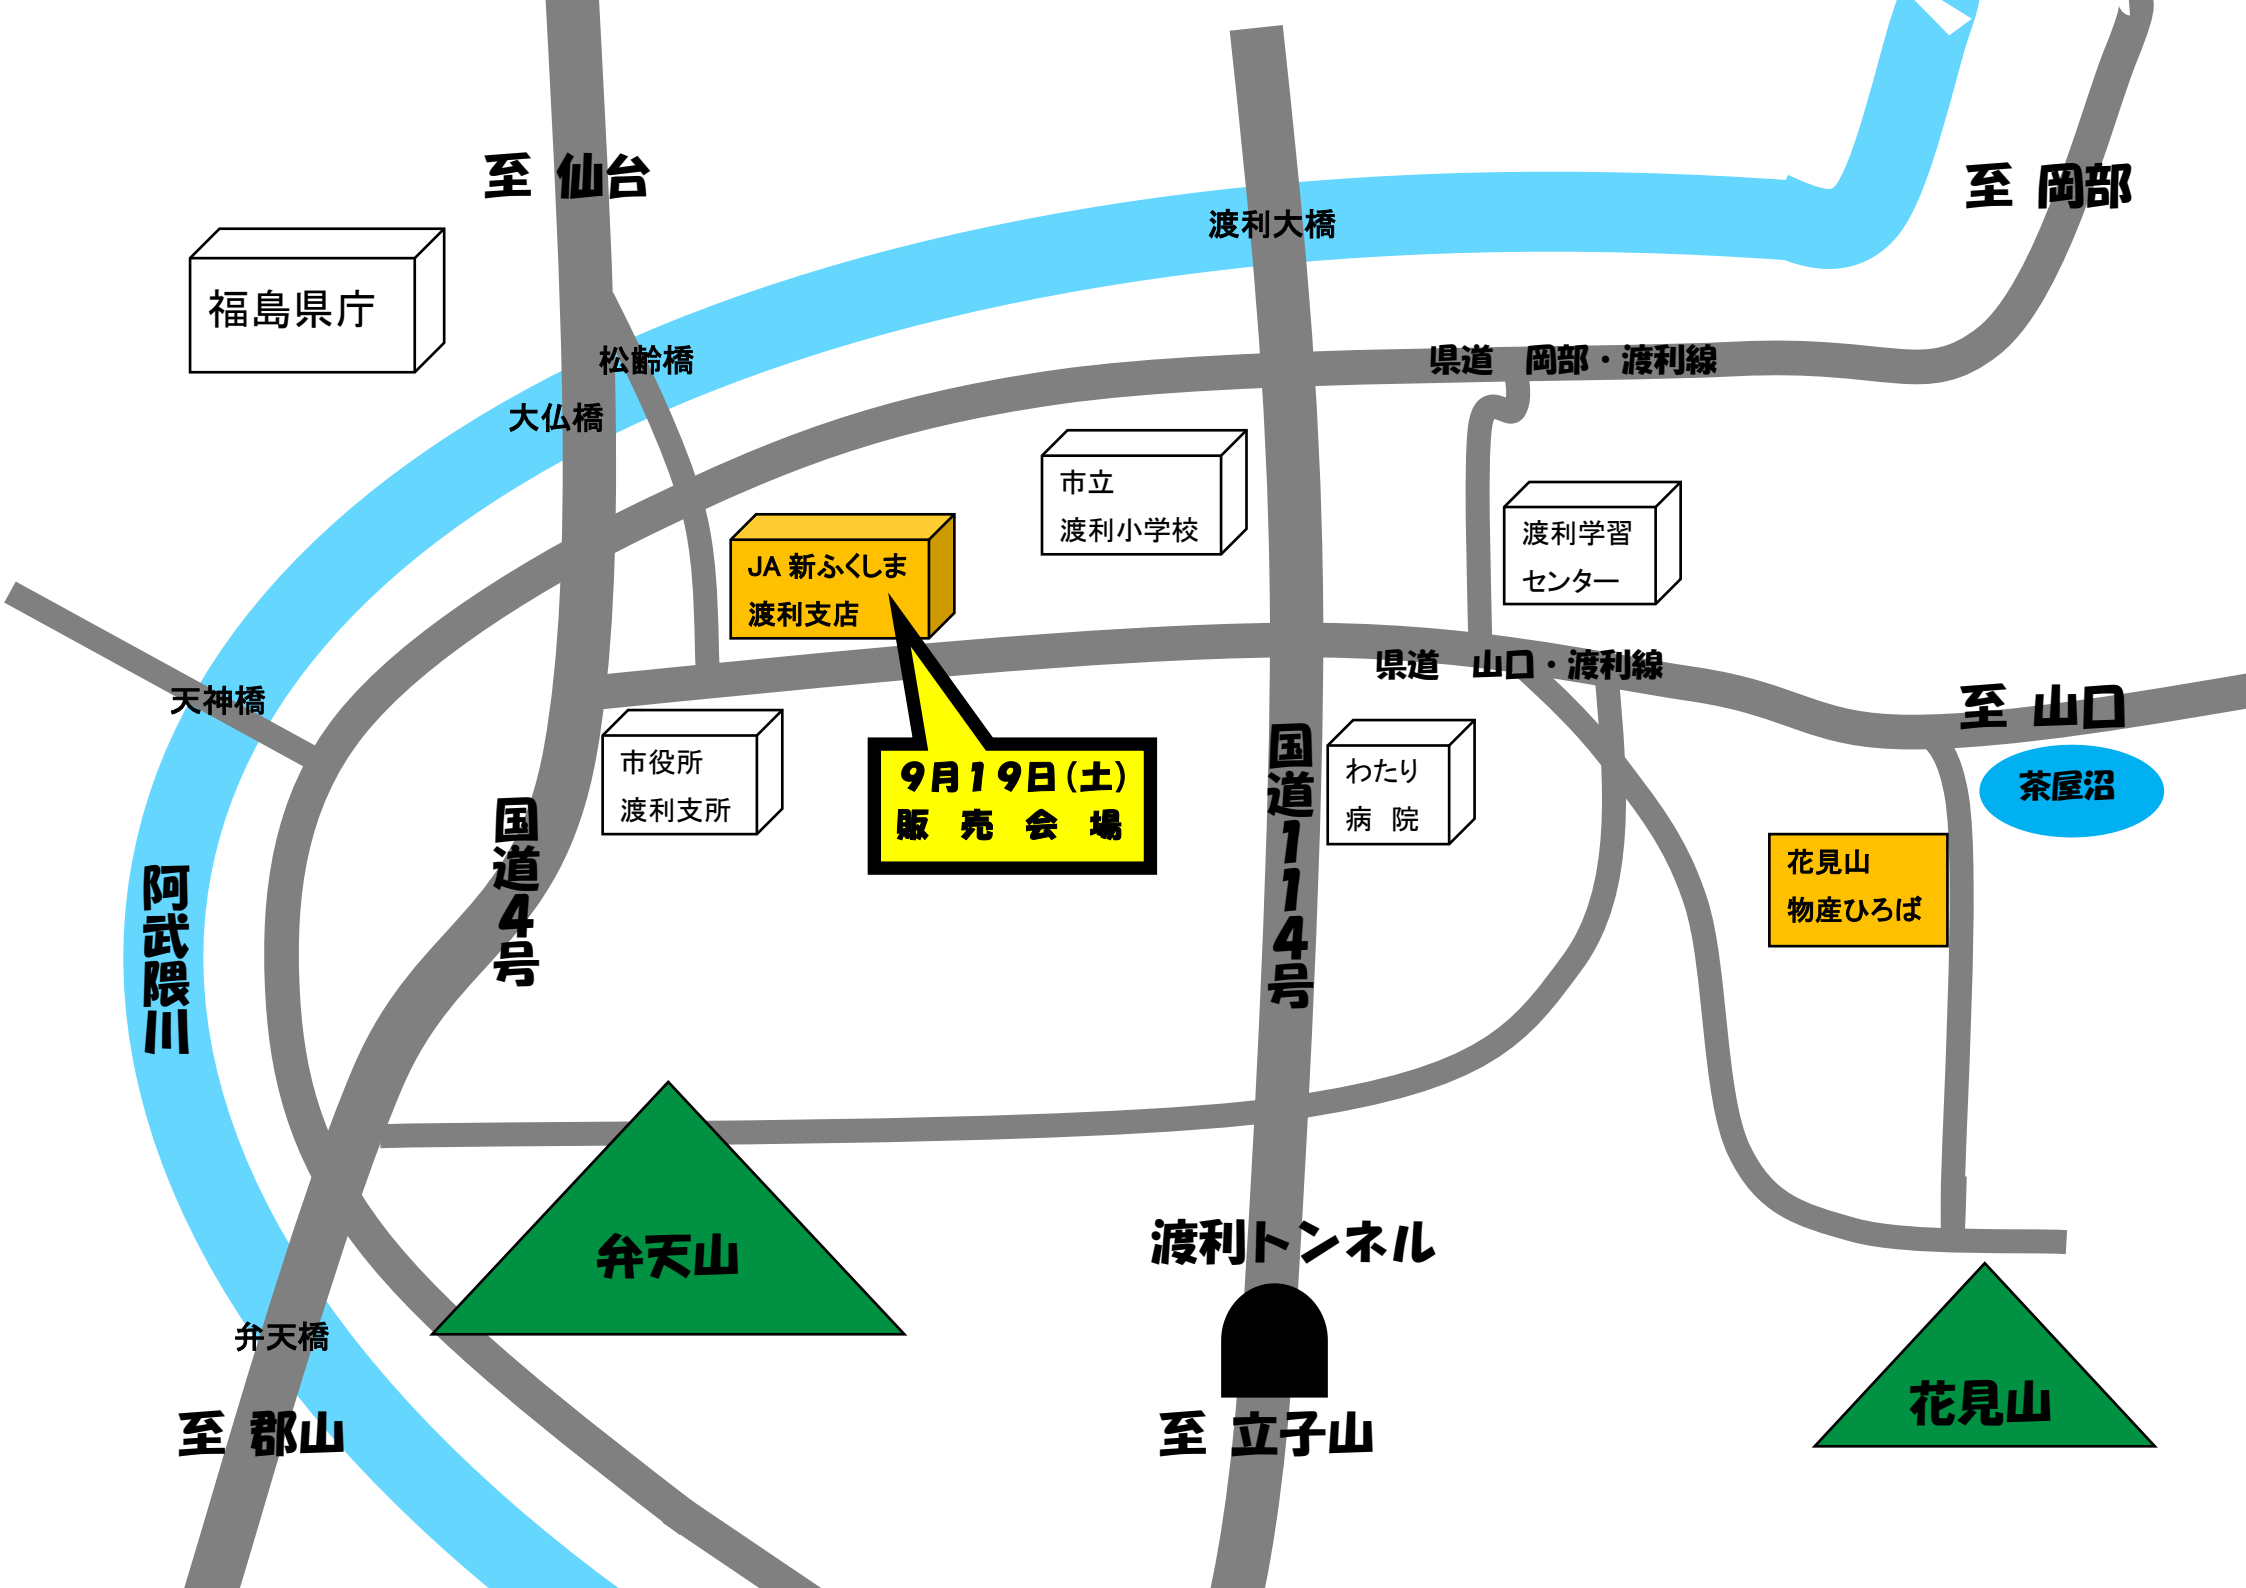 至 仙台
至 岡部
渡利大橋
福島県庁
松齢橋
県道　岡部・渡利線
大仏橋
市立
渡利小学校
渡利学習
センター
JA 新ふくしま
渡利支店
県道　山口・渡利線
天神橋
至 山口
市役所
渡利支所
９月１９日（土）
販　売　会　場
国道１１４号
わたり
病　院
茶屋沼
国道４号
花見山
物産ひろば
阿武隈川
渡利トンネル
弁天山
弁天橋
至 郡山
至 立子山
花見山